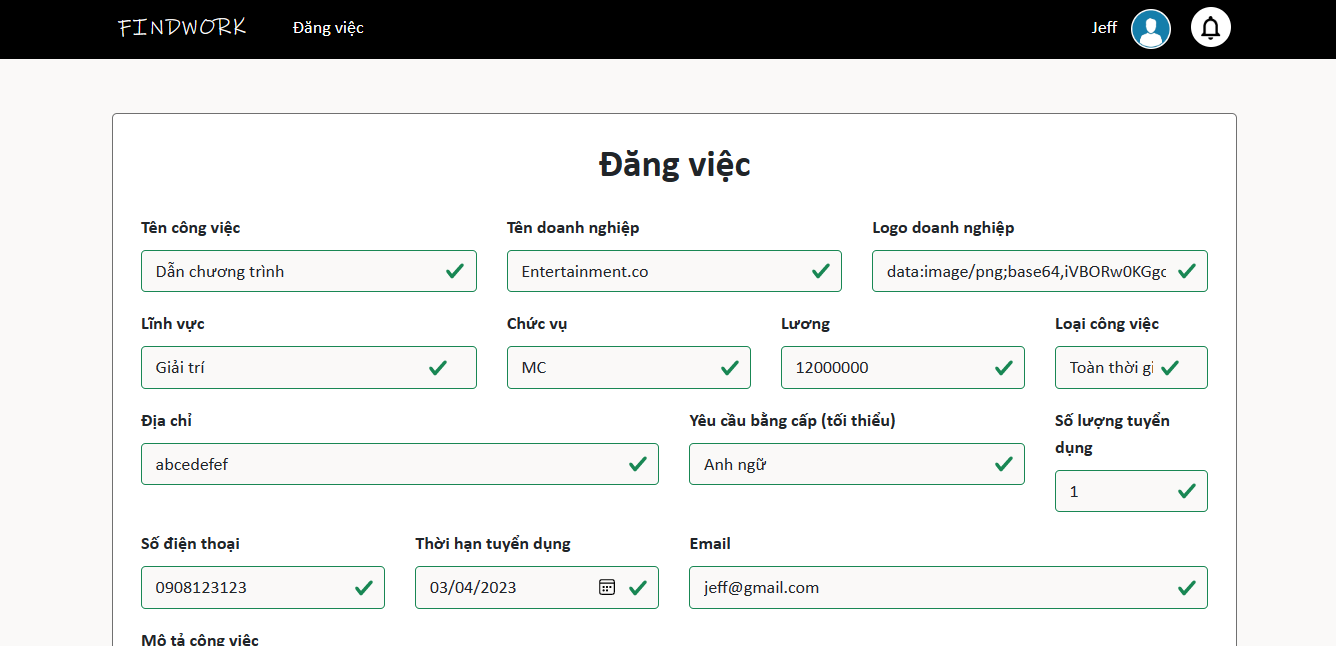 FINDWORK
Đăng việc
Jeff
Đăng việc
Tên công việc
Tên doanh nghiệp
Logo doanh nghiệp
Dẫn chương trình
Entertainment.co
data:image/png;base64,iVBORw0KGgo
Lĩnh vực
Chức vụ
Lương
Loại công việc
Giải trí
MC
12000000
Toàn thời gi
Địa chỉ
Yêu cầu bằng cấp (tối thiểu)
Số lượng tuyển
dụng
abcedefef
Anh ngữ
1
Số điện thoại
Thời hạn tuyển dụng
Email
0908123123
03/04/2023
jeff@gmail.com
Mô tả công việc